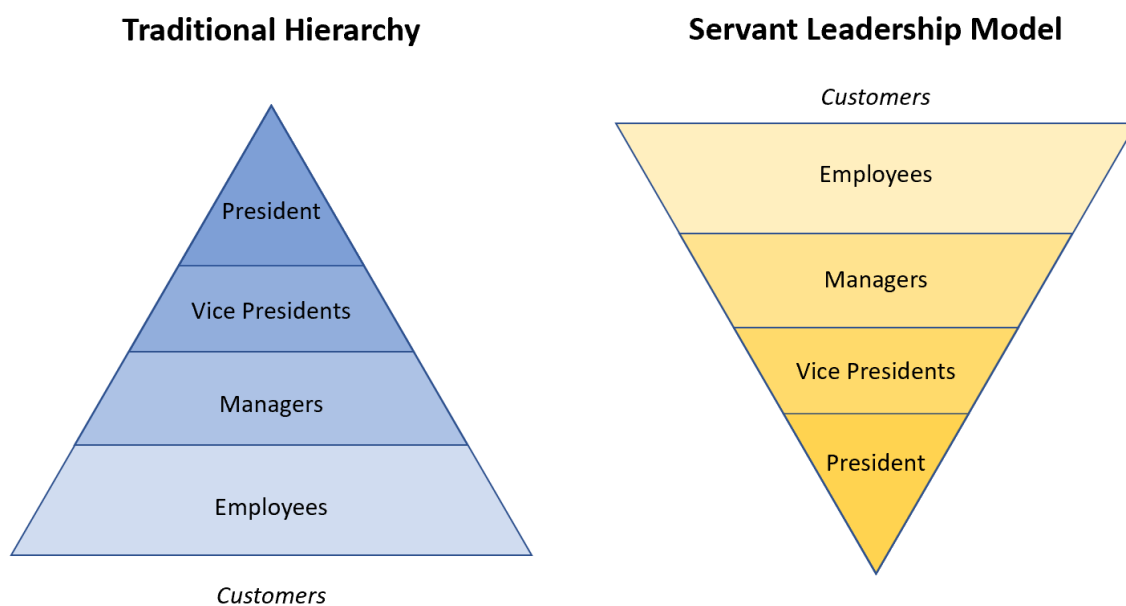 Traditional Hierarchy
President
Vice Presidents
Managers
Employees
Customers
Servant Leadership Model
Customers
Employees
Managers
Vice Presidents
President